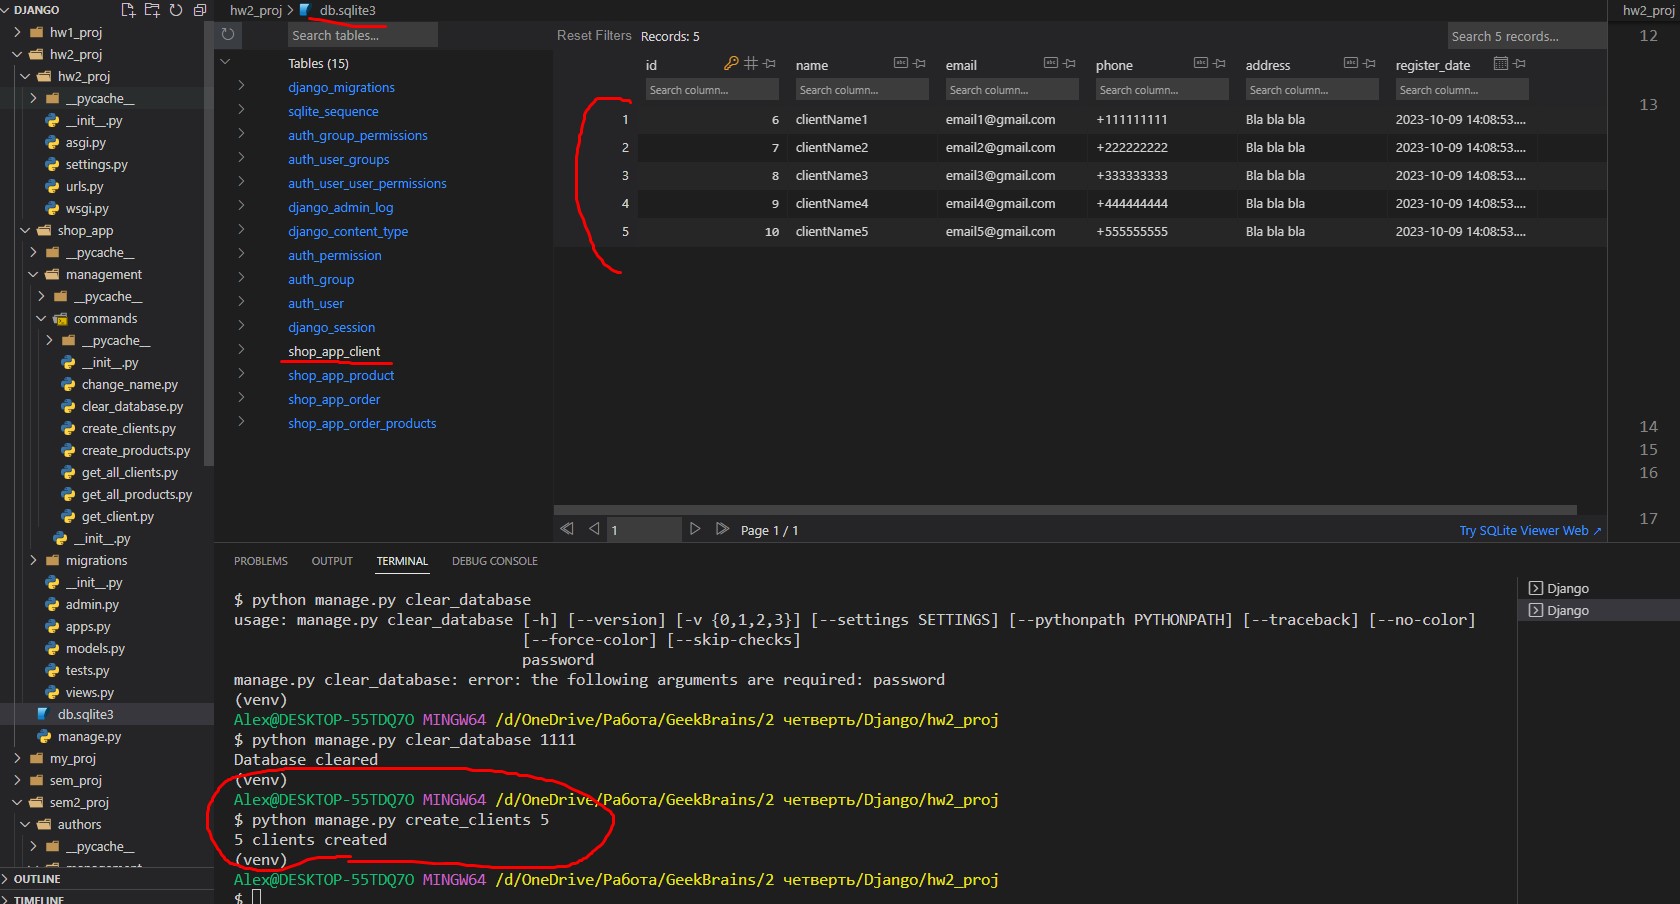 DJANGO
hw1_proj
hw2_proj
hw2_proj
__pycache__
__init__.py
asgi.py
settings.py
urls.py
wsgi.py
shop_app
__pycache__
management
__pycache__
commands
__pycache__
__init__.py
change_name.py
clear_database.py
create_clients.py
create_products.py
get_all_clients.py
get_all_products.py
get_client.py
__init__.py
migrations
__init__.py
admin.py
apps.py
models.py
tests.py
views.py
db.sqlite3
manage.py
my_proj
sem_proj
sem2_proj
authors
__pycache__
management
OUTLINE
TIMELINE
hw2_proj > db.sqlite3
Search tables...
Tables (15)
django_migrations
sqlite_sequence
auth_group_permissions
auth_user_groups
auth_user_user_permissions
django_admin_log
django_content_type
auth_permission
auth_group
auth_user
django_session
shop_app_client
shop_app_product
shop_app_order
shop_app_order_products
Reset Filters Records: 5 Search 5 records...
id name email phone address register_date
Search column... Search column... Search column... Search column... Search column... Search column...
1 6 clientName1 email1@gmail.com +111111111 Bla bla bla 2023-10-09 14:08:53....
2 7 clientName2 email2@gmail.com +222222222 Bla bla bla 2023-10-09 14:08:53....
3 8 clientName3 email3@gmail.com +333333333 Bla bla bla 2023-10-09 14:08:53....
4 9 clientName4 email4@gmail.com +444444444 Bla bla bla 2023-10-09 14:08:53....
5 10 clientName5 email5@gmail.com +555555555 Bla bla bla 2023-10-09 14:08:53....
1 Page 1 / 1 Try SQLite Viewer Web ↗
hw2_proj
12
13
14
15
16
17
PROBLEMS OUTPUT TERMINAL DEBUG CONSOLE
$ python manage.py clear_database
usage: manage.py clear_database [-h] [--version] [-v {0,1,2,3}] [--settings SETTINGS] [--pythonpath PYTHONPATH] [--traceback] [--no-color]
[--force-color] [--skip-checks]
password
manage.py clear_database: error: the following arguments are required: password
(venv)
Alex@DESKTOP-55TDQ7O MINGW64 /d/OneDrive/Работа/GeekBrains/2 четверть/Django/hw2_proj
$ python manage.py clear_database 1111
Database cleared
(venv)
Alex@DESKTOP-55TDQ7O MINGW64 /d/OneDrive/Работа/GeekBrains/2 четверть/Django/hw2_proj
$ python manage.py create_clients 5
5 clients created
(venv)
Alex@DESKTOP-55TDQ7O MINGW64 /d/OneDrive/Работа/GeekBrains/2 четверть/Django/hw2_proj
$
Django
Django